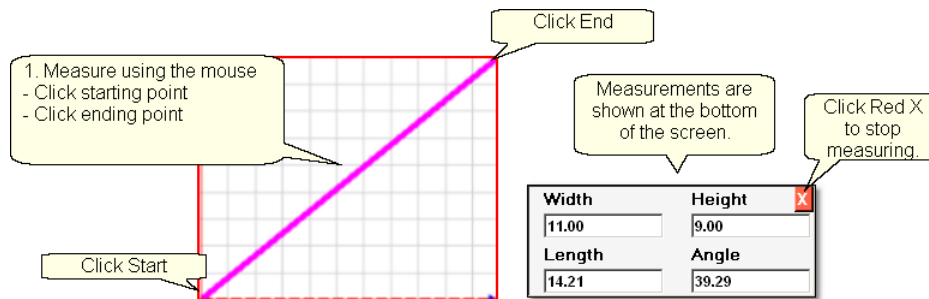 Click End
1. Measure using the mouse
- Click starting point
- Click ending point
Measurements are
shown at the bottom
of the screen.
Click Red X
to stop
measuring.
Width
Height
X
11.00
9.00
Length
Angle
14.21
39.29
Click Start